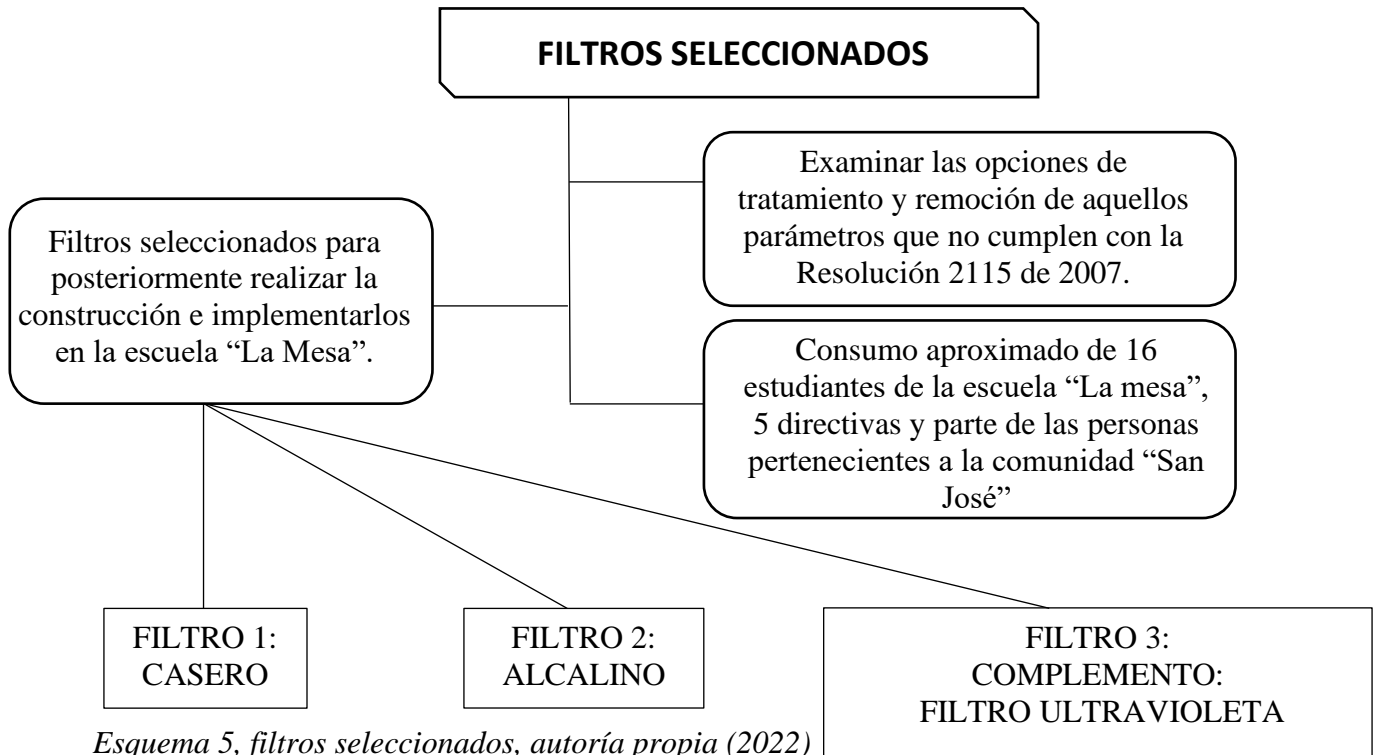 FILTROS SELECCIONADOS
Examinar las opciones de
tratamiento y remoción de aquellos
parámetros que no cumplen con la
Resolución 2115 de 2007.
Filtros seleccionados para
posteriormente realizar la
construcción e implementarlos
en la escuela “La Mesa”.
Consumo aproximado de 16
estudiantes de la escuela “La mesa”,
5 directivas y parte de las personas
pertenecientes a la comunidad “San
José”
FILTRO 1:
CASERO
FILTRO 2:
ALCALINO
FILTRO 3:
COMPLEMENTO:
FILTRO ULTRAVIOLETA
Esquema 5, filtros seleccionados, autoría propia (2022)